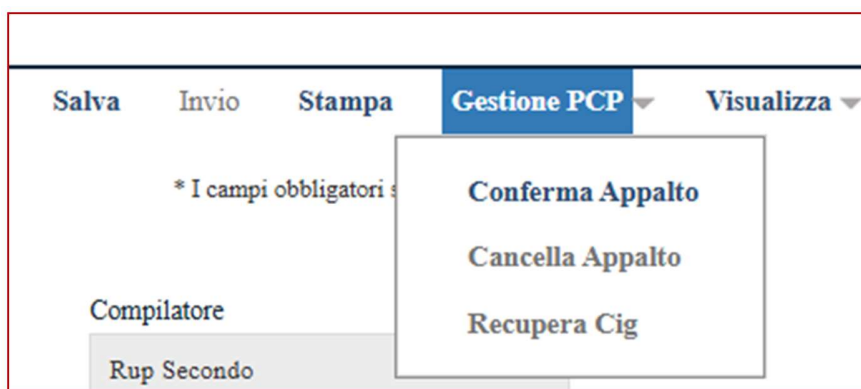 Salva Invio Stampa Gestione PCP Visualizza
* I campi obbligatori
Conferma Appalto
Cancella Appalto
Recupera Cig
Compilatore
Rup Secondo